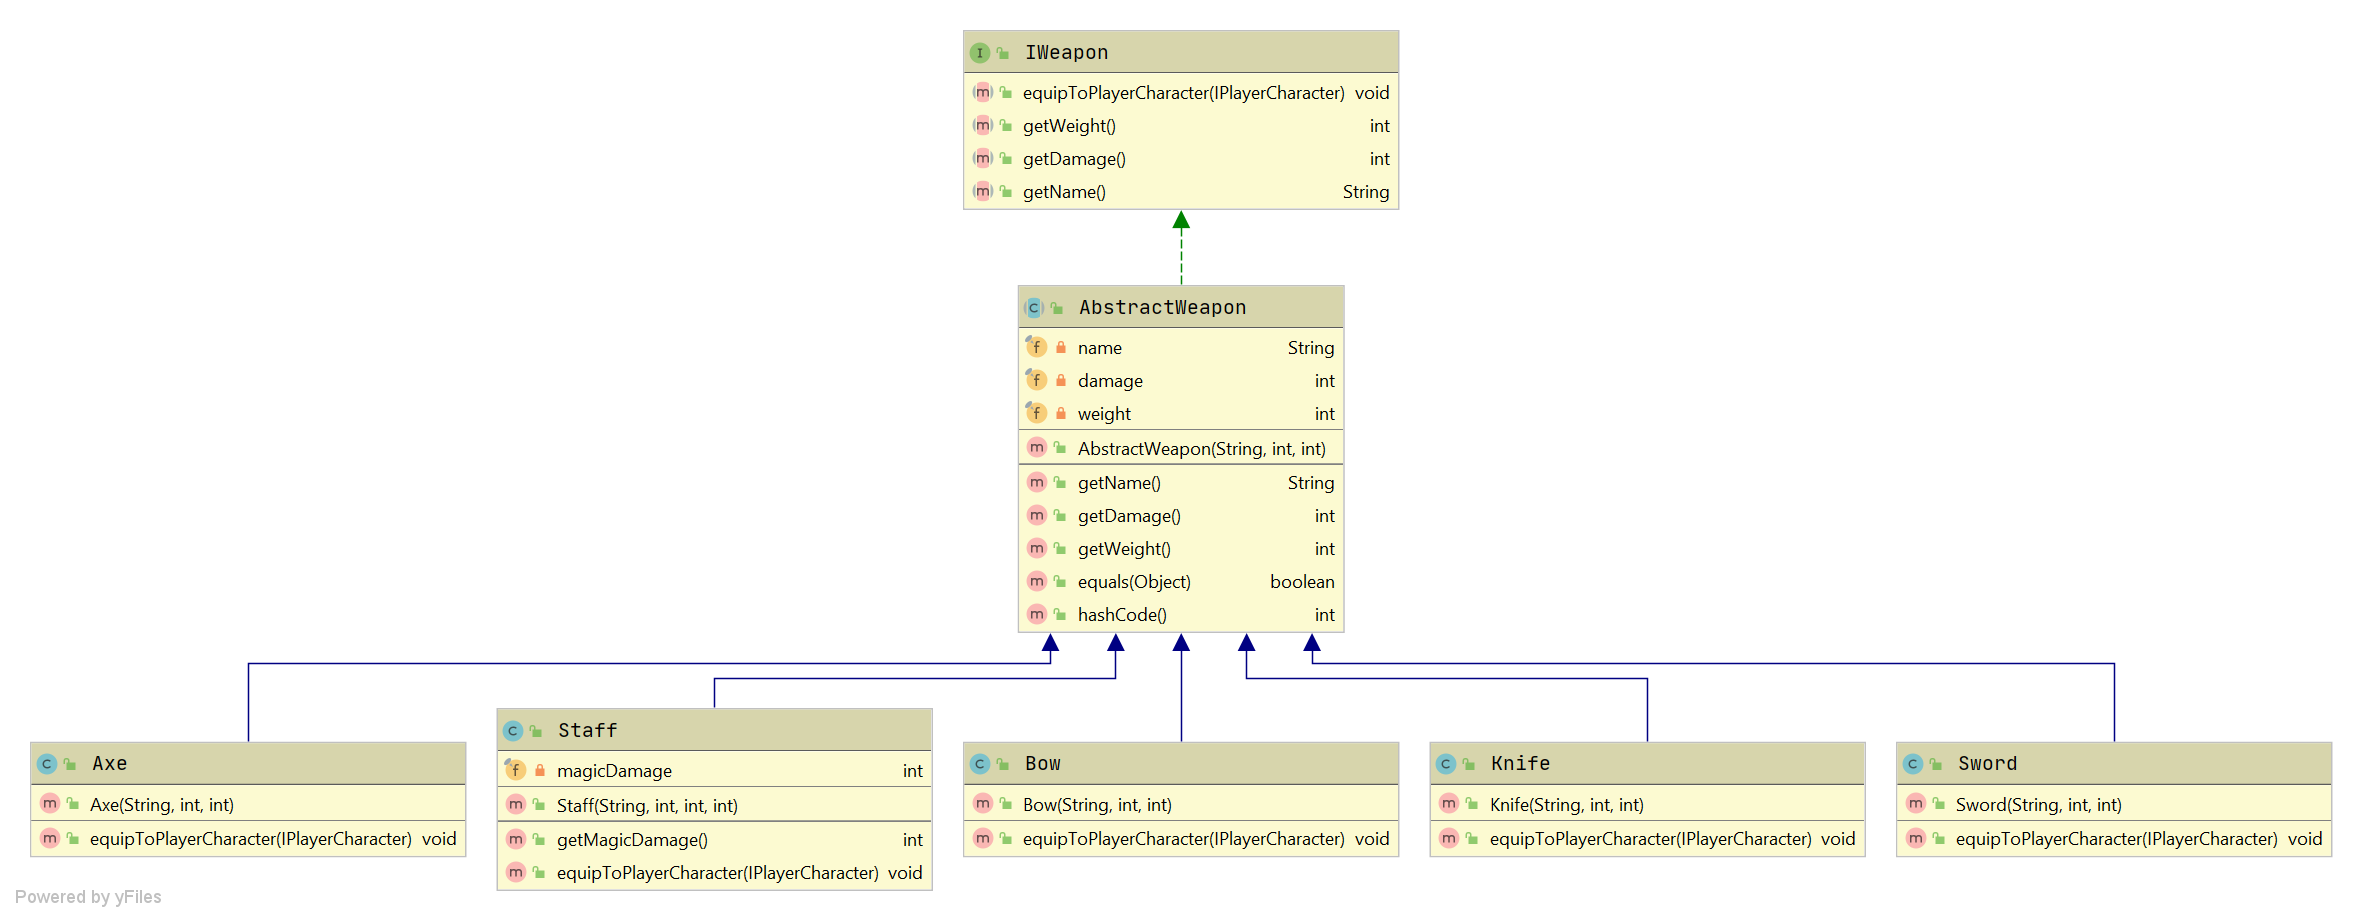 IWeapon
equipToPlayerCharacter(IPlayerCharacter) void
getWeight() int
getDamage() int
getName() String
AbstractWeapon
name String
damage int
weight int
AbstractWeapon(String, int, int)
getName() String
getDamage() int
getWeight() int
equals(Object) boolean
hashCode() int
Axe
Axe(String, int, int)
equipToPlayerCharacter(IPlayerCharacter) void
Staff
magicDamage int
Staff(String, int, int, int)
getMagicDamage() int
equipToPlayerCharacter(IPlayerCharacter) void
Bow
Bow(String, int, int)
equipToPlayerCharacter(IPlayerCharacter) void
Knife
Knife(String, int, int)
equipToPlayerCharacter(IPlayerCharacter) void
Sword
Sword(String, int, int)
equipToPlayerCharacter(IPlayerCharacter) void
Powered by yFiles